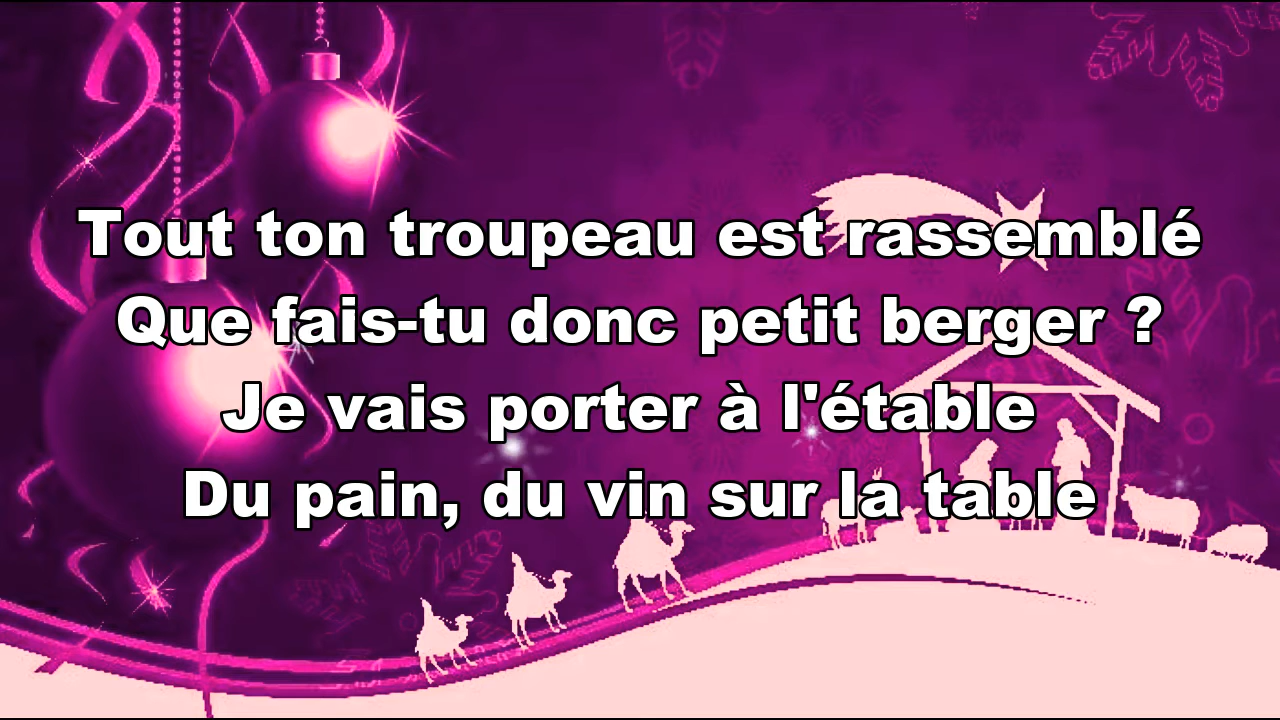 Tout ton troupeau est rassemblé
Que fais-tu donc petit berger ?
Je vais porter à l'étable
Du pain, du vin sur la table